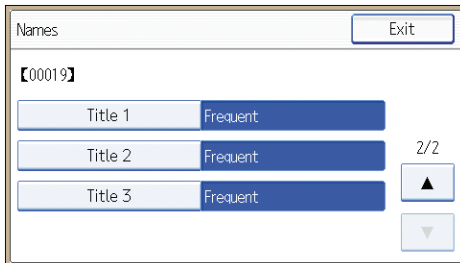 Names Exit
【00019】
Title 1 Frequent
Title 2 Frequent
2/2
Title 3 Frequent
▲
▼